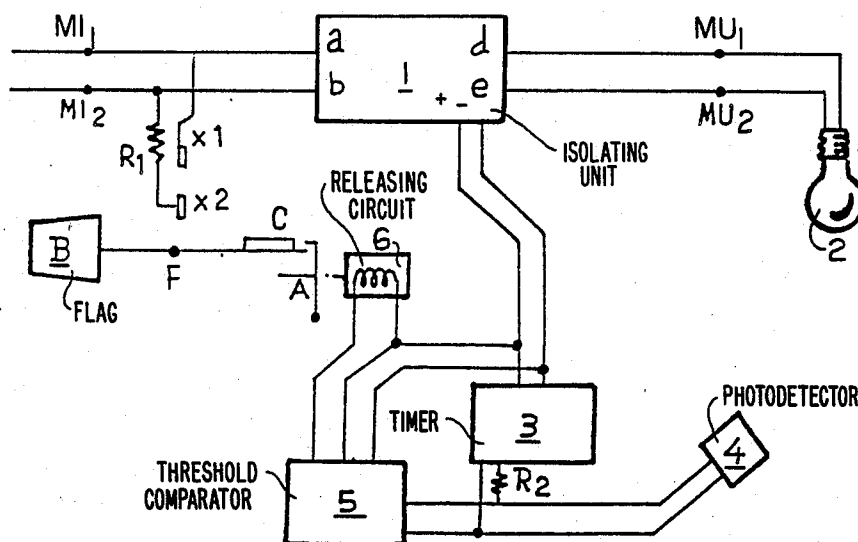 MI₁
a
d
MU₁
b
1
+ -
e
MI₂
MU₂
R₁
x1
x2
ISOLATING
UNIT
RELEASING
CIRCUIT
2
B
F
C
A
6
FLAG
TIMER
3
PHOTODETECTOR
4
THRESHOLD
COMPARATOR
5
R₂